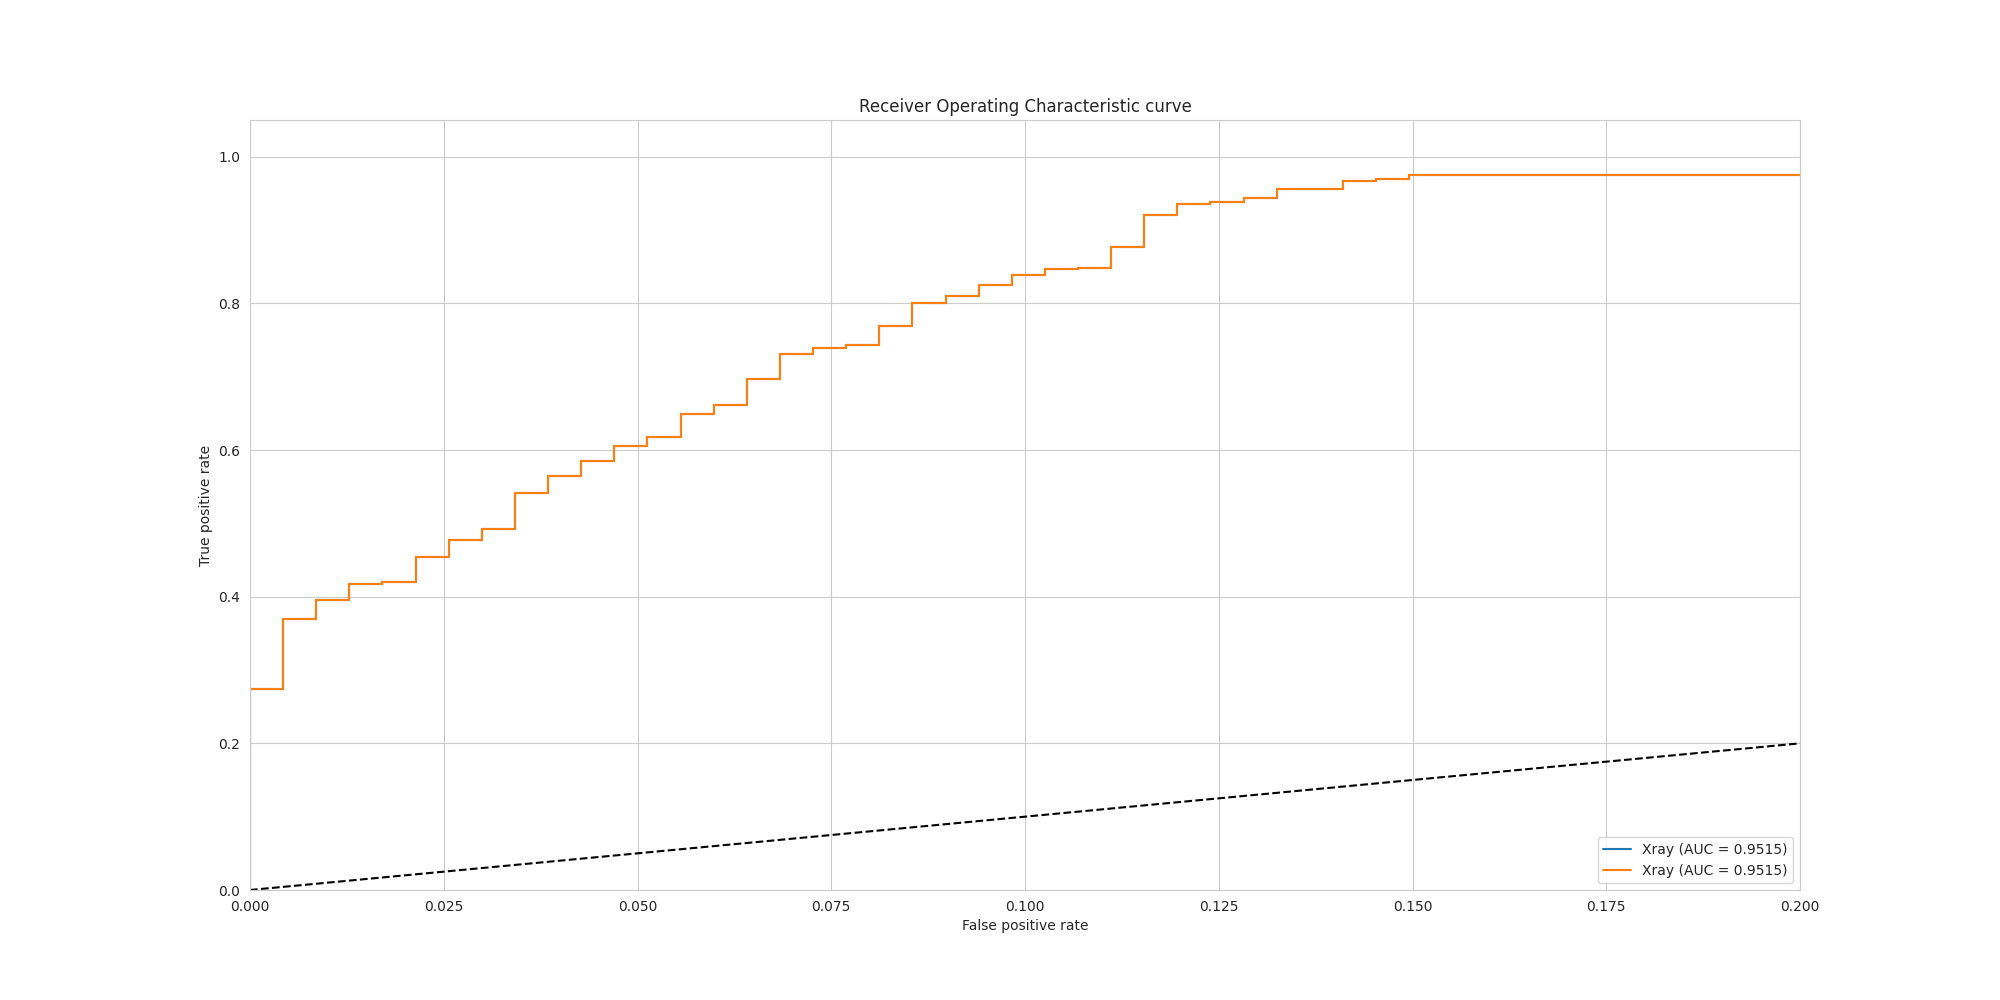 Receiver Operating Characteristic curve
1.0
0.8
0.6
0.4
0.2
0.0
True positive rate
0.000 0.025 0.050 0.075 0.100 0.125 0.150 0.175 0.200
False positive rate
Xray (AUC = 0.9515)
Xray (AUC = 0.9515)